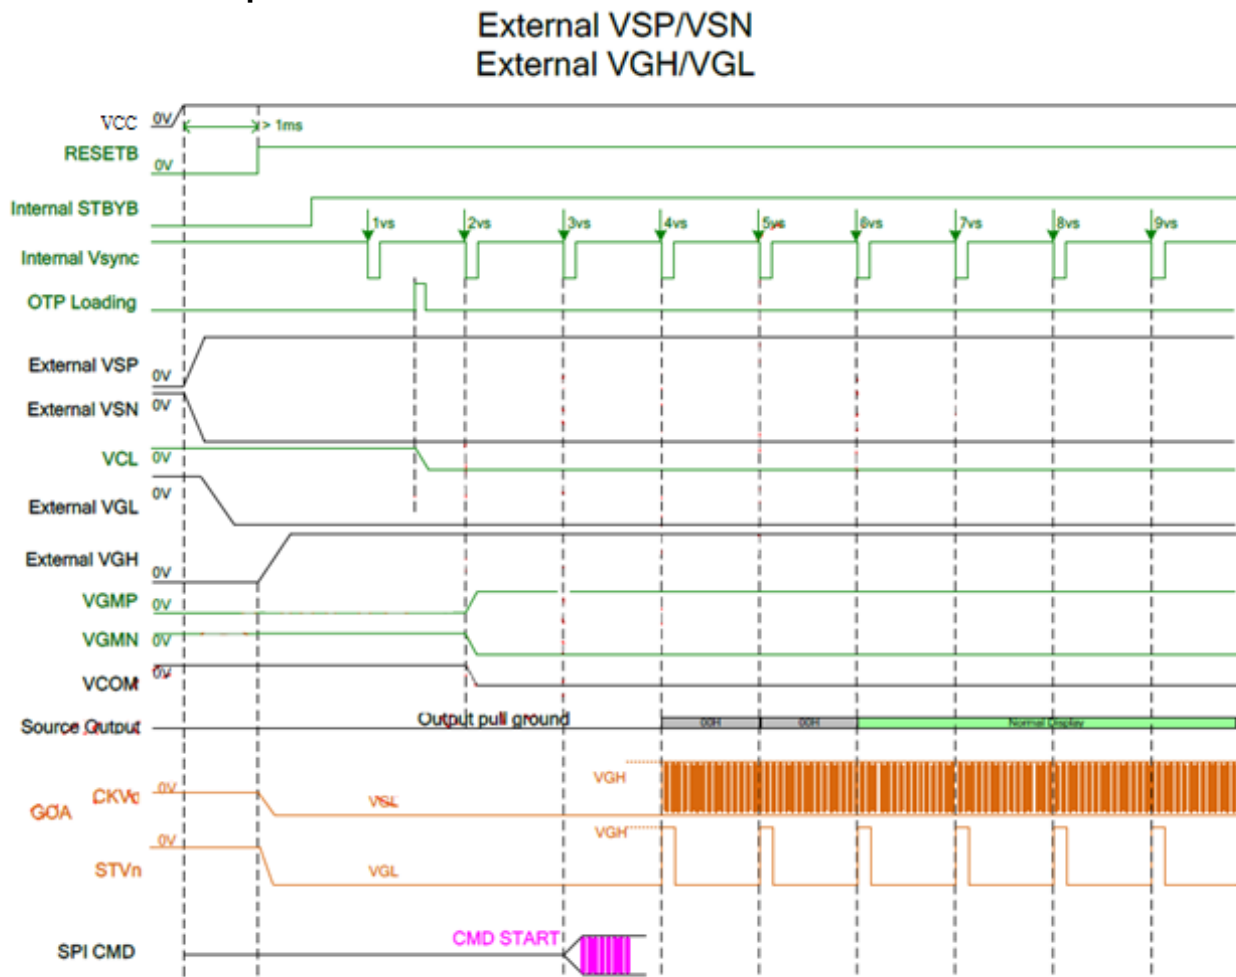 External VSP/VSN
External VGH/VGL
VCC 0V > 1ms
RESETB 0V
Internal STBYB
1vs 2vs 3vs 4vs 5vs 6vs 7vs 8vs 9vs
Internal Vsync
OTP Loading
External VSP 0V
External VSN 0V
VCL 0V
External VGL 0V
External VGH 0V
VGMP 0V
VGMN 0V
VCOM 0V
Source Output Output pull ground 00H 00H Normal Display
GOA CKVn 0V VGL VGH
STVn 0V VGL VGH
SPI CMD CMD START